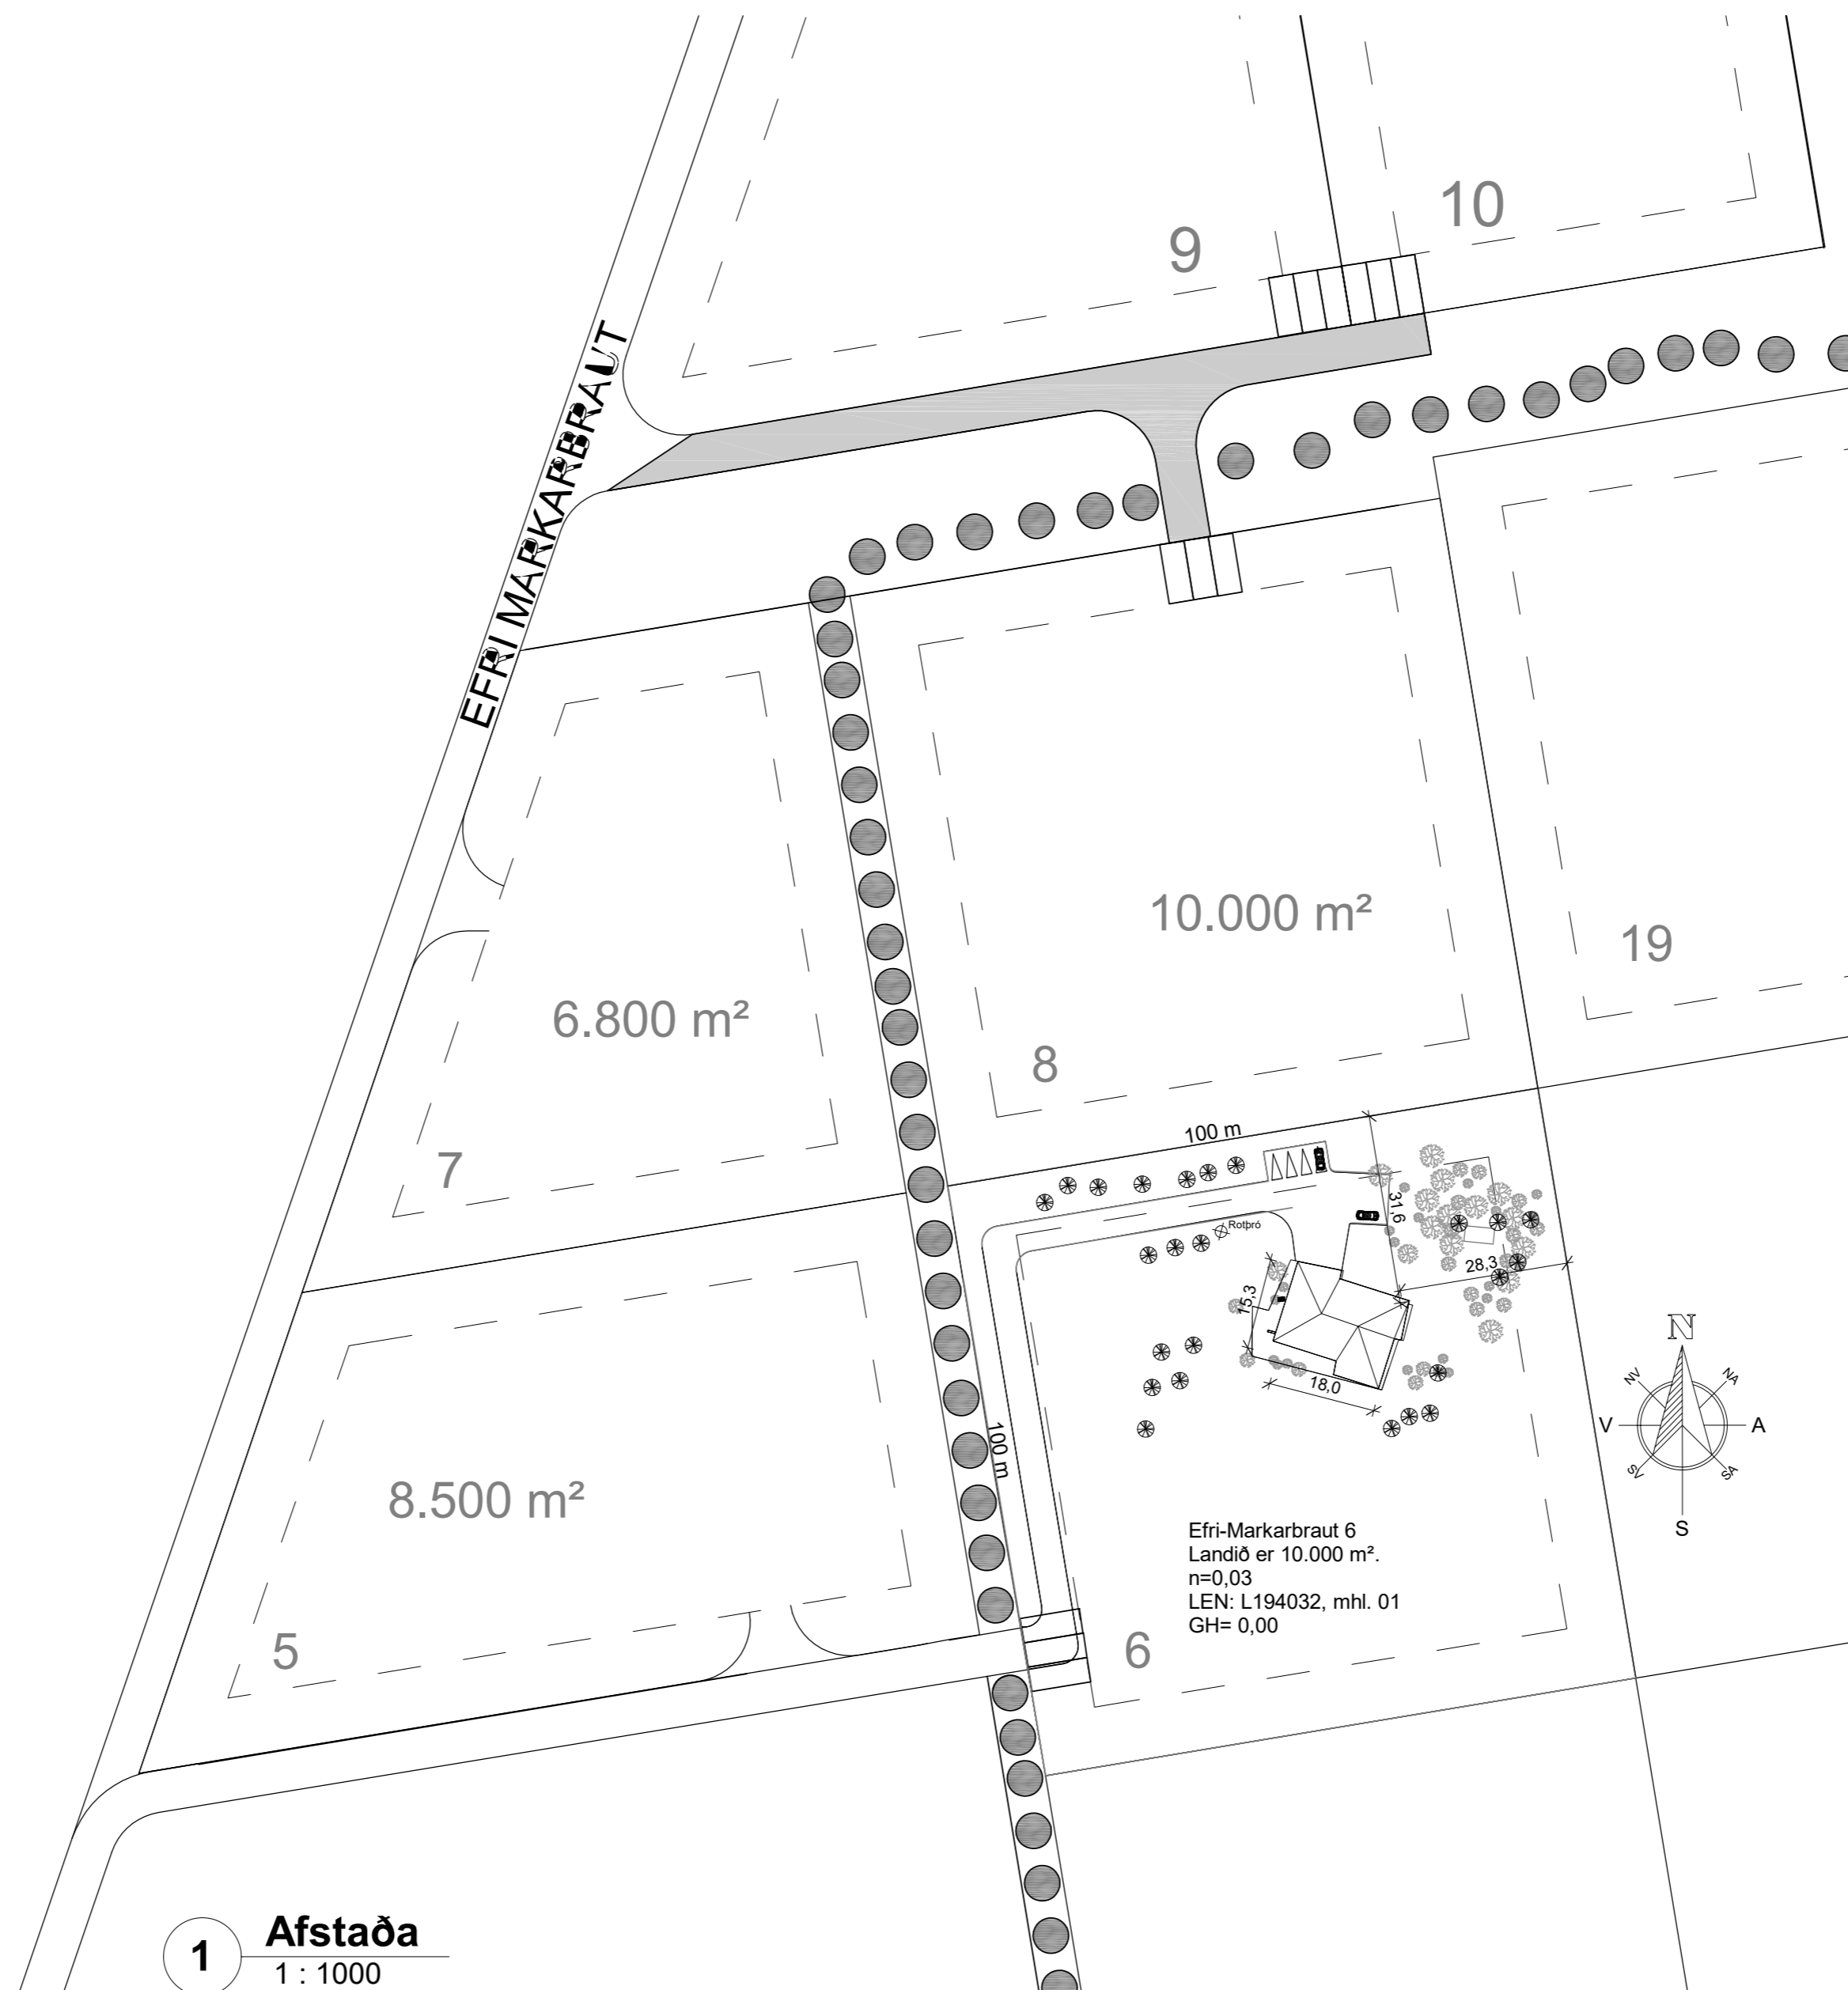 10
9
EFRI MARKARBRAUT
10.000 m²
19
6.800 m²
8
7
100 m
31,6
Rotþró
28,3
15,3
18,0
N
NV
NA
V
A
SV
SA
S
100 m
8.500 m²
Efri-Markarbraut 6
Landið er 10.000 m².
n=0,03
LEN: L194032, mhl. 01
GH= 0,00
5
6
1
Afstaða
1 : 1000